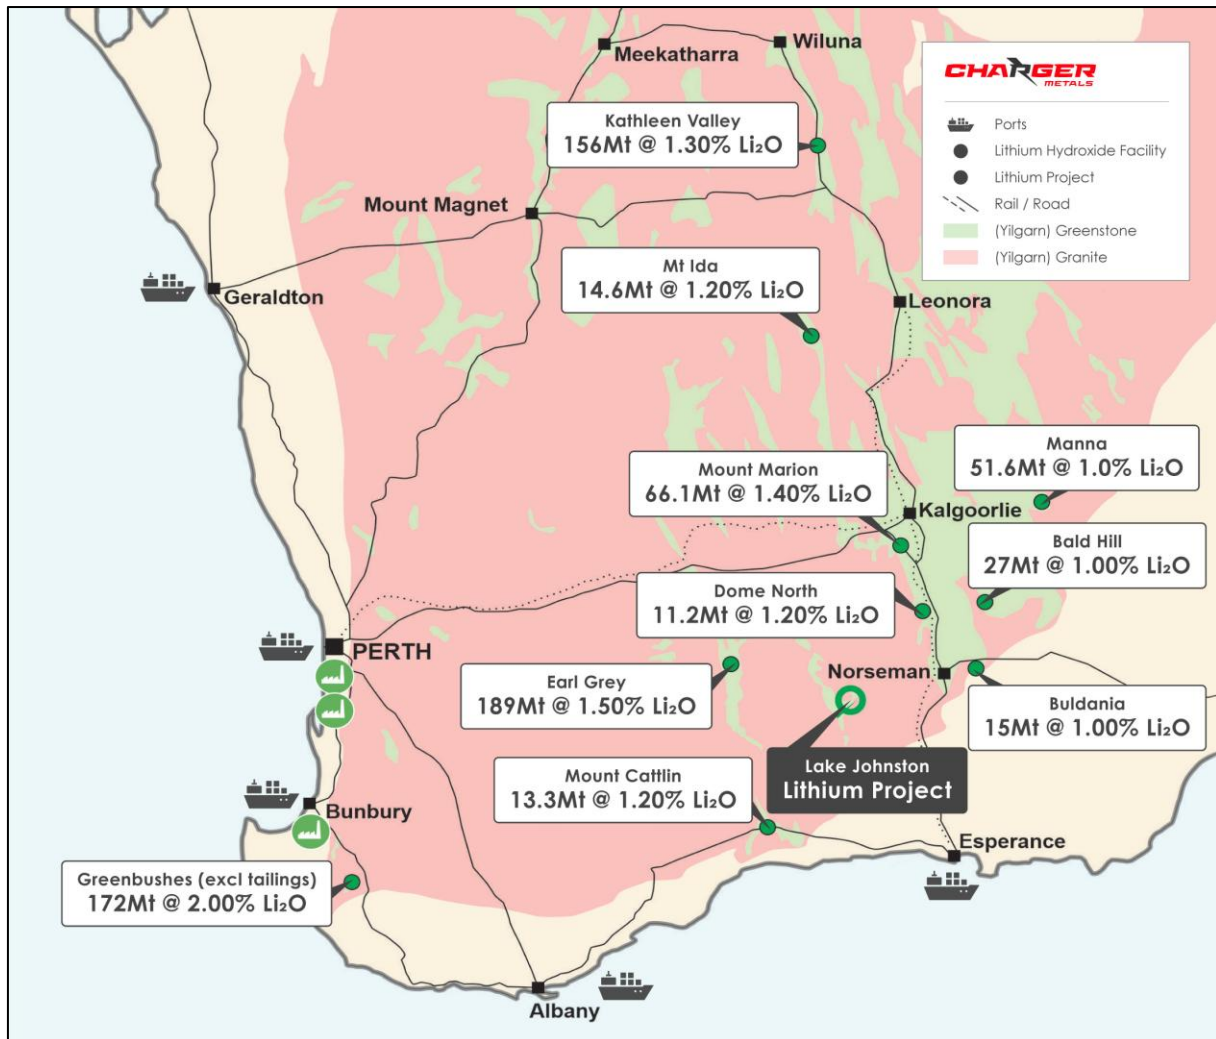 Meekatharra
Wiluna
CHARGER
METALS
Ports
Lithium Hydroxide Facility
Lithium Project
Rail / Road
(Yilgarn) Greenstone
(Yilgarn) Granite
Kathleen Valley
156Mt @ 1.30% Li₂O
Mount Magnet
Mt Ida
14.6Mt @ 1.20% Li₂O
Geraldton
Leonora
Manna
51.6Mt @ 1.0% Li₂O
Mount Marion
66.1Mt @ 1.40% Li₂O
Kalgoorlie
Bald Hill
27Mt @ 1.00% Li₂O
Dome North
11.2Mt @ 1.20% Li₂O
PERTH
Norseman
Earl Grey
189Mt @ 1.50% Li₂O
Buldania
15Mt @ 1.00% Li₂O
Lake Johnston
Lithium Project
Mount Cattlin
13.3Mt @ 1.20% Li₂O
Bunbury
Esperance
Greenbushes (excl tailings)
172Mt @ 2.00% Li₂O
Albany